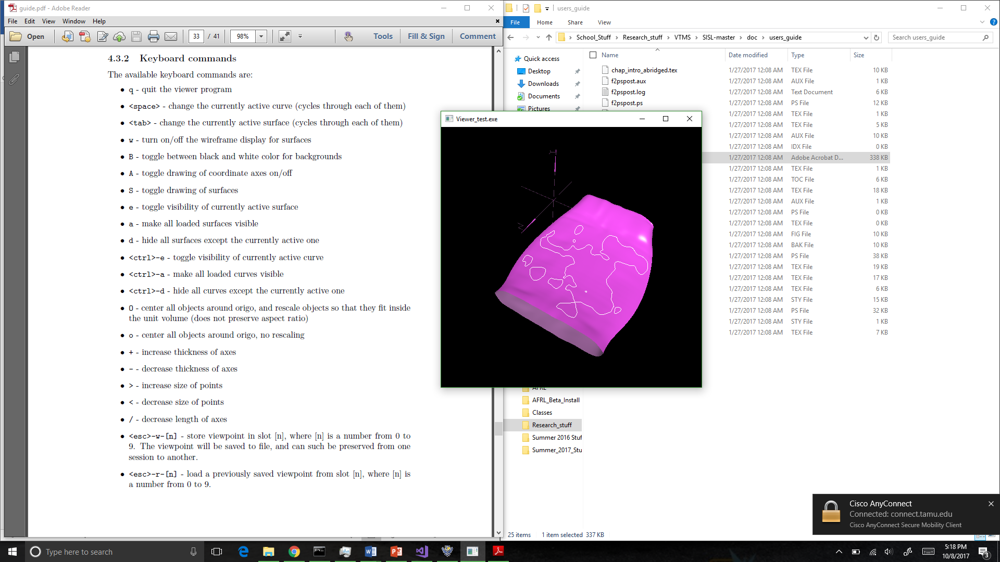 guide.pdf - Adobe Reader
File Edit View Window Help
Open 33 / 41 98% Tools Fill & Sign Comment
4.3.2 Keyboard commands
The available keyboard commands are:
• q - quit the viewer program
• <space> - change the currently active curve (cycles through each of them)
• <tab> - change the currently active surface (cycles through each of them)
• w - turn on/off the wireframe display for surfaces
• B - toggle between black and white color for backgrounds
• A - toggle drawing of coordinate axes on/off
• S - toggle drawing of surfaces
• e - toggle visibility of currently active surface
• a - make all loaded surfaces visible
• d - hide all surfaces except the currently active one
• <ctrl>-e - toggle visibility of currently active curve
• <ctrl>-a - make all loaded curves visible
• <ctrl>-d - hide all curves except the currently active one
• O - center all objects around origo, and rescale objects so that they fit inside
the unit volume (does not preserve aspect ratio)
• o - center all objects around origo, no rescaling
• + - increase thickness of axes
• - - decrease thickness of axes
• > - increase size of points
• < - decrease size of points
• / - decrease length of axes
• <esc>-w-[n] - store viewpoint in slot [n], where [n] is a number from 0 to
9. The viewpoint will be saved to file, and can such be preserved from one
session to another.
• <esc>-r-[n] - load a previously saved viewpoint from slot [n], where [n] is
a number from 0 to 9.
users_guide
File Home Share View
School_Stuff Research_stuff VTMS SISL-master doc users_guide
Search users_guide
Quick access
Desktop
Downloads
Documents
Pictures
AFRL
AFRL_Beta_Install
Classes
Research_stuff
Summer 2016 Stuf
Summer_2017_Stu
Name Date modified Type Size
chap_intro_abridged.tex 1/27/2017 12:08 AM TEX File 10 KB
f2pspost.aux 1/27/2017 12:08 AM AUX File 1 KB
f2pspost.log 1/27/2017 12:08 AM Text Document 6 KB
f2pspost.ps 1/27/2017 12:08 AM PS File 12 KB
1/27/2017 12:08 AM TEX File 1 KB
1/27/2017 12:08 AM TEX File 5 KB
1/27/2017 12:08 AM AUX File 10 KB
1/27/2017 12:08 AM IDX File 0 KB
1/27/2017 12:08 AM Adobe Acrobat D... 338 KB
1/27/2017 12:08 AM TEX File 1 KB
1/27/2017 12:08 AM TOC File 6 KB
1/27/2017 12:08 AM TEX File 18 KB
1/27/2017 12:08 AM AUX File 1 KB
1/27/2017 12:08 AM PS File 0 KB
1/27/2017 12:08 AM TEX File 0 KB
1/27/2017 12:08 AM FIG File 10 KB
1/27/2017 12:08 AM BAK File 10 KB
1/27/2017 12:08 AM PS File 38 KB
1/27/2017 12:08 AM TEX File 19 KB
1/27/2017 12:08 AM TEX File 17 KB
1/27/2017 12:08 AM TEX File 6 KB
1/27/2017 12:08 AM STY File 15 KB
1/27/2017 12:08 AM PS File 32 KB
1/27/2017 12:08 AM STY File 1 KB
1/27/2017 12:08 AM TEX File 7 KB
25 items 1 item selected 337 KB
Viewer_test.exe
Cisco AnyConnect
Connected: connect.tamu.edu
Cisco AnyConnect Secure Mobility Client
Type here to search
5:18 PM
10/8/2017
3